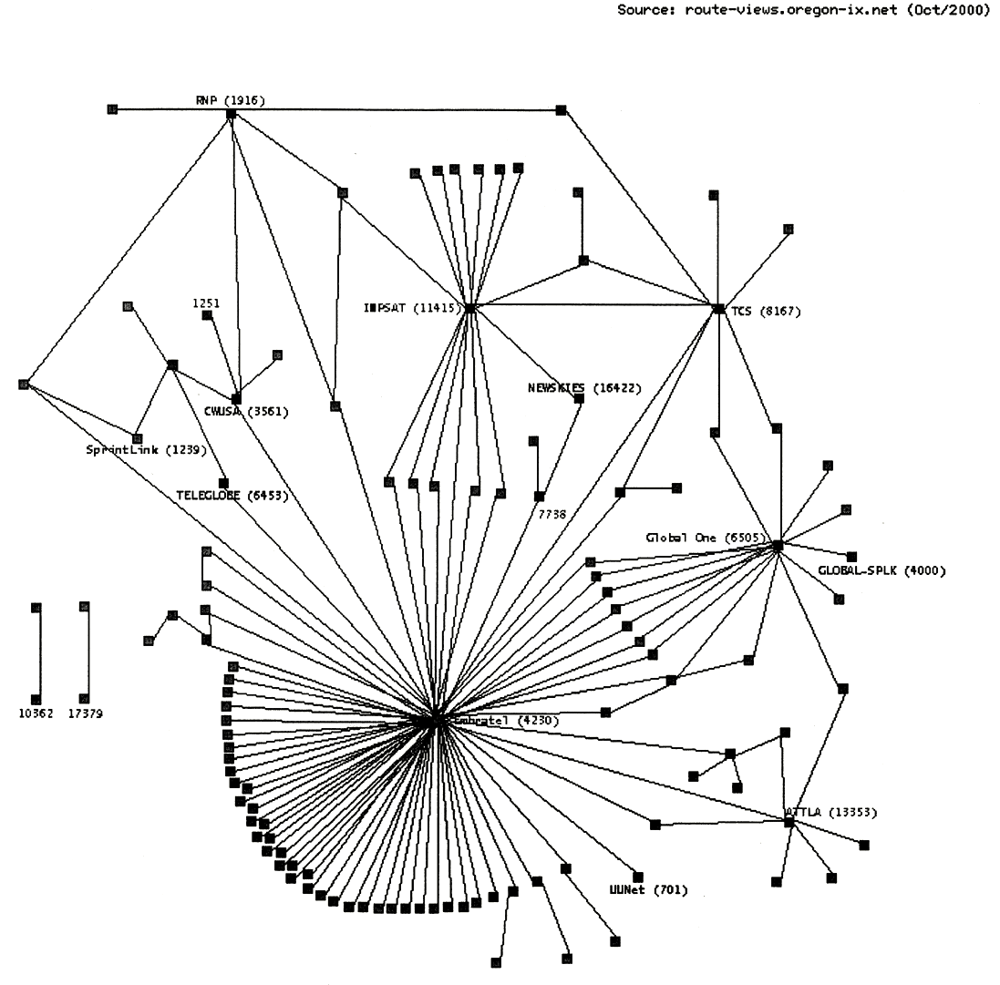 Source: route-views.oregon-ix.net (Oct/2000)
RNP (1916)
1251
IMPSAT (11415)
TCS (8167)
NEWSKIES (16422)
CWUSA (3561)
SprintLink (1239)
TELEGLOBE (6453)
7738
Global One (6505)
GLOBAL-SPLK (4000)
10362
17379
Embratel (4230)
ATTLA (13353)
UUNet (701)